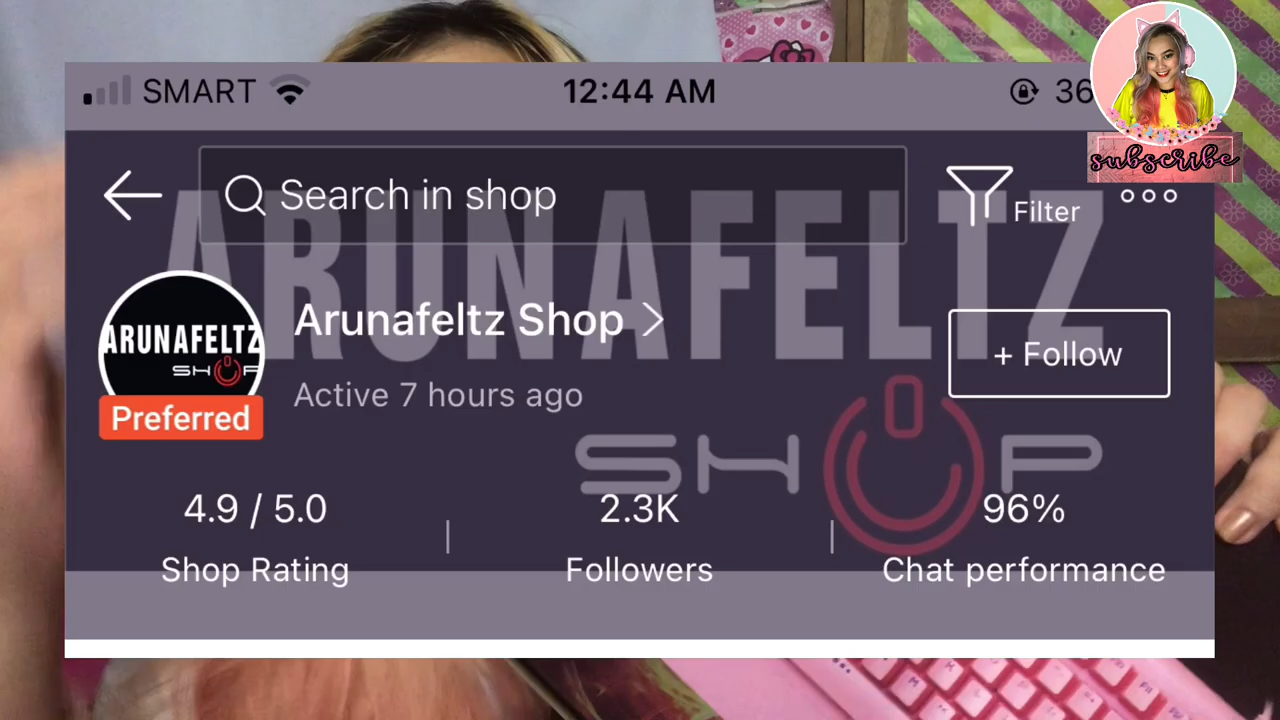 SMART 12:44 AM 36
Search in shop
Filter
subscribe
ARUNAFELTZ
SHOP
ARUNAFELTZ
SHOP
Preferred
Arunafeltz Shop
Active 7 hours ago
+ Follow
4.9 / 5.0 2.3K 96%
Shop Rating Followers Chat performance